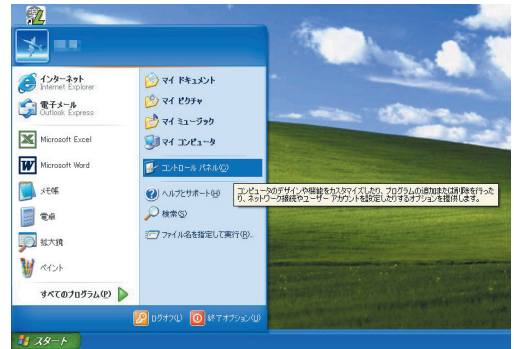 インターネット
Internet Explorer
電子メール
Outlook Express
Microsoft Excel
Microsoft Word
メモ帳
電卓
拡大鏡
ペイント
すべてのプログラム(P)
マイ ドキュメント
マイ ピクチャ
マイ ミュージック
マイ コンピュータ
コントロール パネル(C)
ヘルプとサポート(H)
検索(S)
ファイル名を指定して実行(R)...
コンピュータのデザインや機能をカスタマイズしたり、プログラムの追加または削除を行った
り、ネットワーク接続やユーザー アカウントを設定したりするオプションを提供します。
ログオフ(L)
終了オプション(U)
スタート